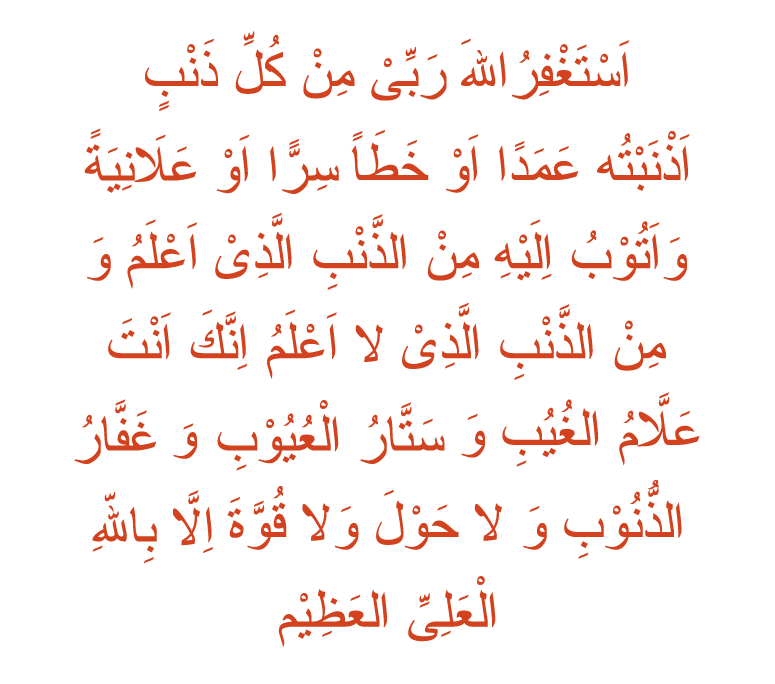 اَسْتَغْفِرُ اللهَ رَبِّىْ مِنْ كُلِّ ذَنْبٍ
اَذْنَبْتُه عَمَدًا اَوْ خَطَاً سِرًّا اَوْ عَلَانِيَةً
وَاَتُوْبُ اِلَيْهِ مِنْ الذَّنْبِ الَّذِىْ اَعْلَمُ وَ
مِنْ الذَّنْبِ الَّذِىْ لا اَعْلَمُ اِنَّكَ اَنْتَ
عَلَّامُ الغُيُبِ وَ سَتَّارُ الْعُيُوْبِ وَ غَفَّارُ
الذُّنُوْبِ وَ لا حَوْلَ وَلا قُوَّةَ اِلَّا بِاللّٰهِ
الْعَلِىِّ العَظِيْم